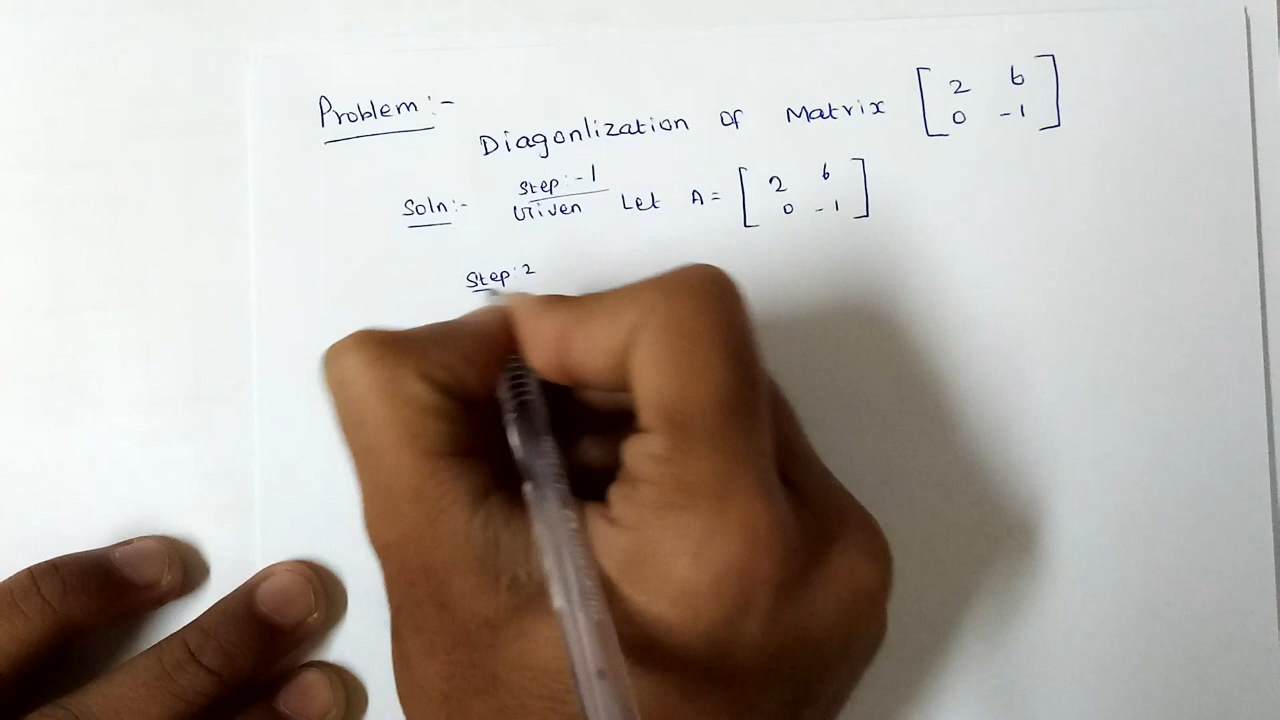 Problem:-
Diagonlization Of Matrix [ 2 6
0 -1 ]
Step:-1
Soln:- Given Let A = [ 2 6
0 -1 ]
Step:2